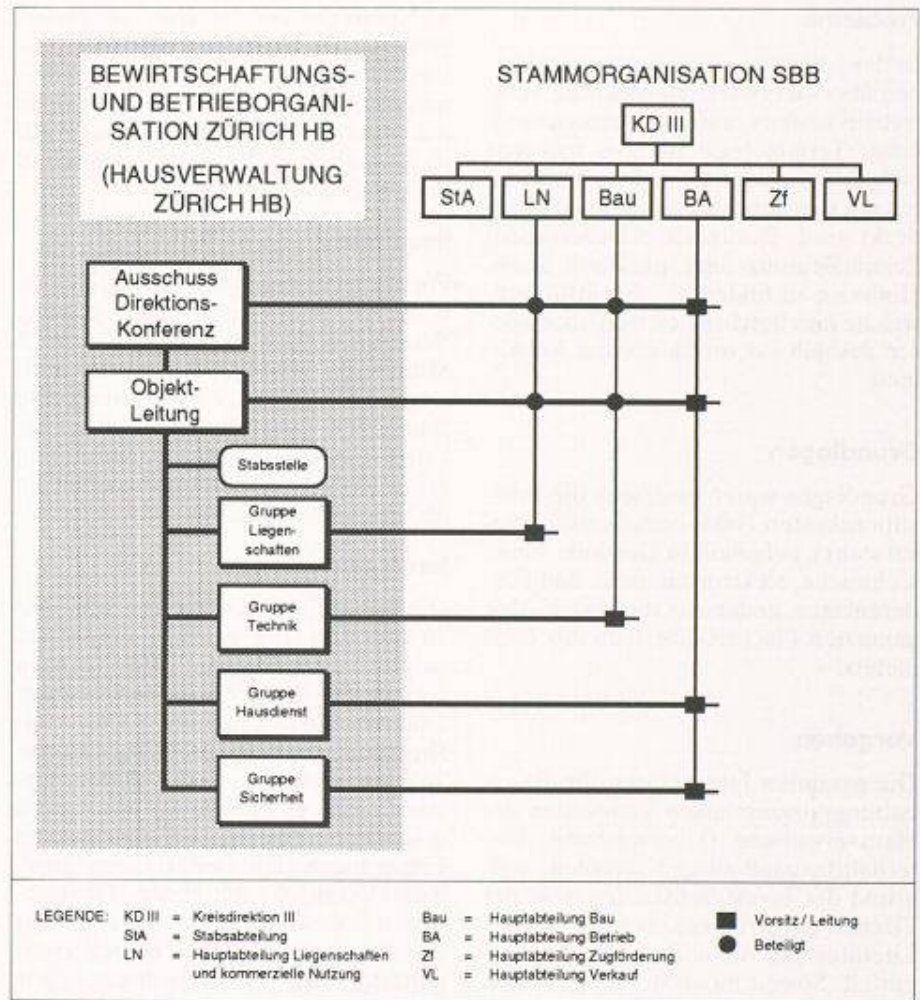 BEWIRTSCHAFTUNGS-
UND BETRIEBORGANI-
SATION ZÜRICH HB
(HAUSVERWALTUNG
ZÜRICH HB)
STAMMORGANISATION SBB
KD III
StA
LN
Bau
BA
Zf
VL
Ausschuss
Direktions-
Konferenz
Objekt-
Leitung
Stabsstelle
Gruppe
Liegen-
schaften
Gruppe
Technik
Gruppe
Hausdienst
Gruppe
Sicherheit
LEGENDE: KD III = Kreisdirektion III
StA = Stabsabteilung
LN = Hauptabteilung Liegenschaften
und kommerzielle Nutzung
Bau = Hauptabteilung Bau
BA = Hauptabteilung Betrieb
Zf = Hauptabteilung Zugförderung
VL = Hauptabteilung Verkauf
Vorsitz / Leitung
Beteiligt